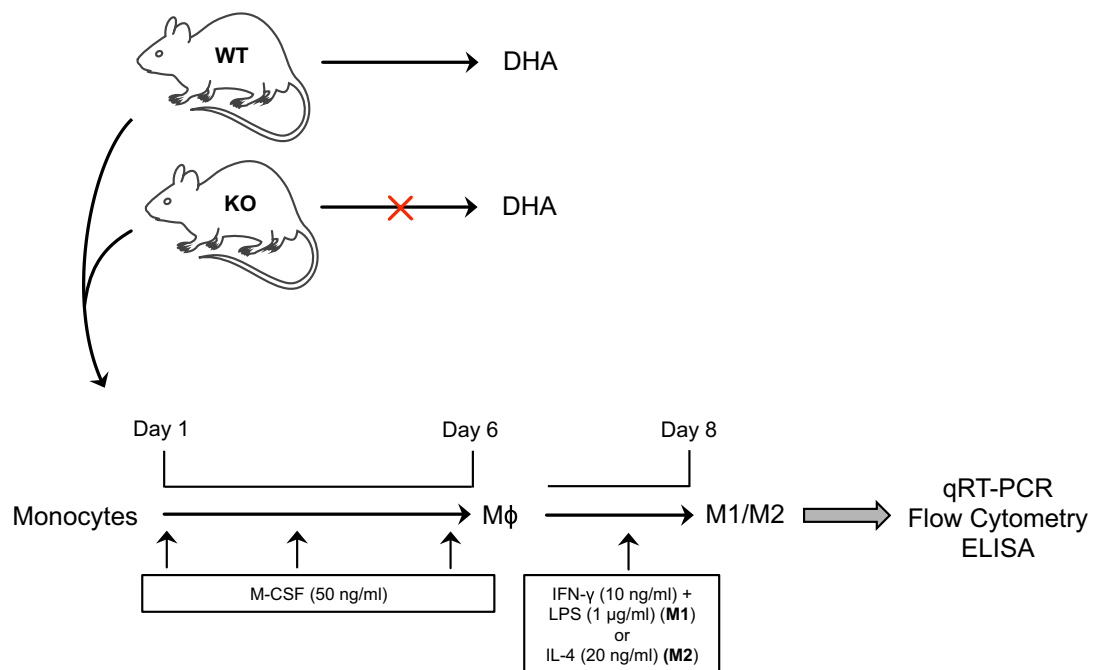 WT
DHA
KO
DHA
Day 1
Day 6
Day 8
Monocytes
Mϕ
M1/M2
qRT-PCR
Flow Cytometry
ELISA
M-CSF (50 ng/ml)
IFN-γ (10 ng/ml) +
LPS (1 µg/ml) (M1)
or
IL-4 (20 ng/ml) (M2)